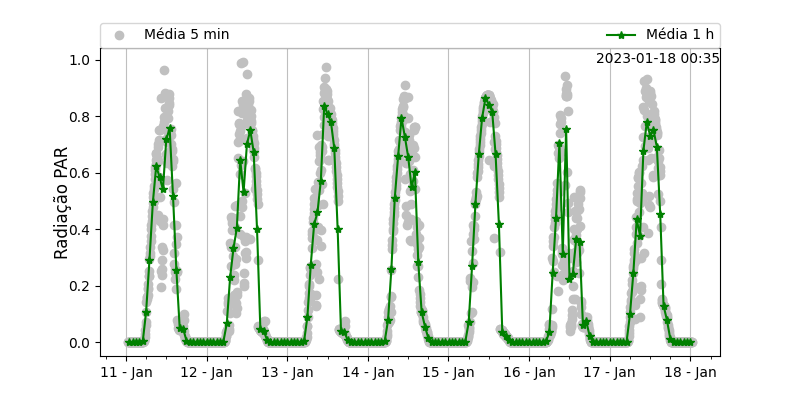 Média 5 min
Média 1 h
2023-01-18 00:35
Radiação PAR
1.0
0.8
0.6
0.4
0.2
0.0
11 - Jan
12 - Jan
13 - Jan
14 - Jan
15 - Jan
16 - Jan
17 - Jan
18 - Jan